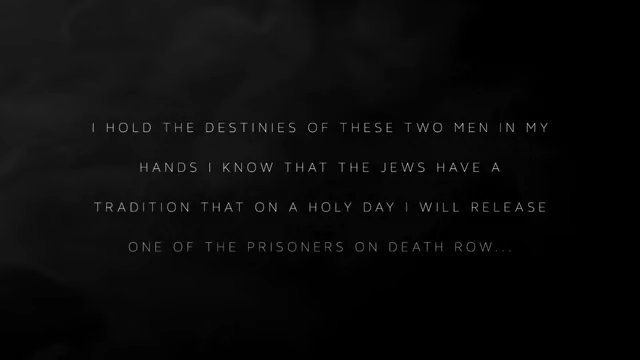 I HOLD THE DESTINIES OF THESE TWO MEN IN MY
HANDS I KNOW THAT THE JEWS HAVE A
TRADITION THAT ON A HOLY DAY I WILL RELEASE
ONE OF THE PRISONERS ON DEATH ROW...